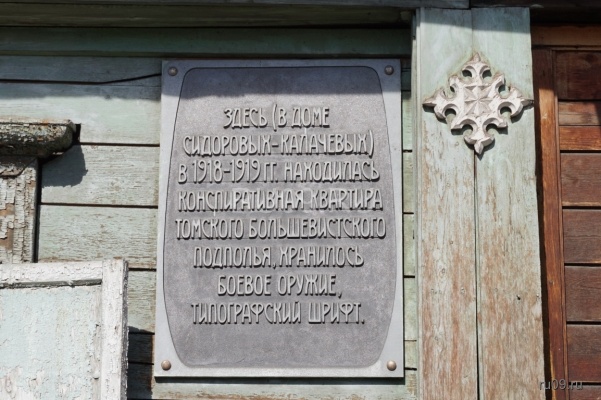 ЗДЕСЬ (В ДОМЕ
СИДОРОВЫХ-КАЛАЧЕВЫХ)
В 1918-1919 ГГ. НАХОДИЛАСЬ
КОНСПИРАТИВНАЯ КВАРТИРА
ТОМСКОГО БОЛЬШЕВИСТСКОГО
ПОДПОЛЬЯ, ХРАНИЛОСЬ
БОЕВОЕ ОРУЖИЕ,
ТИПОГРАФСКИЙ ШРИФТ.
ru09.ru